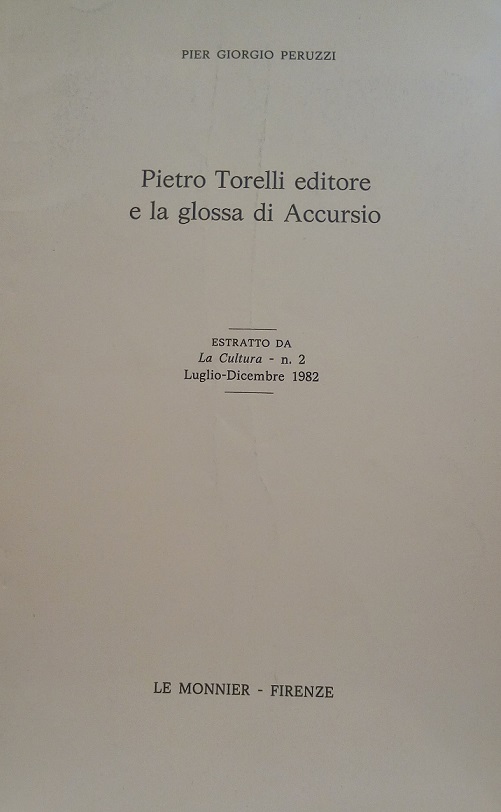 PIER GIORGIO PERUZZI
Pietro Torelli editore
e la glossa di Accursio
ESTRATTO DA
La Cultura - n. 2
Luglio-Dicembre 1982
LE MONNIER - FIRENZE